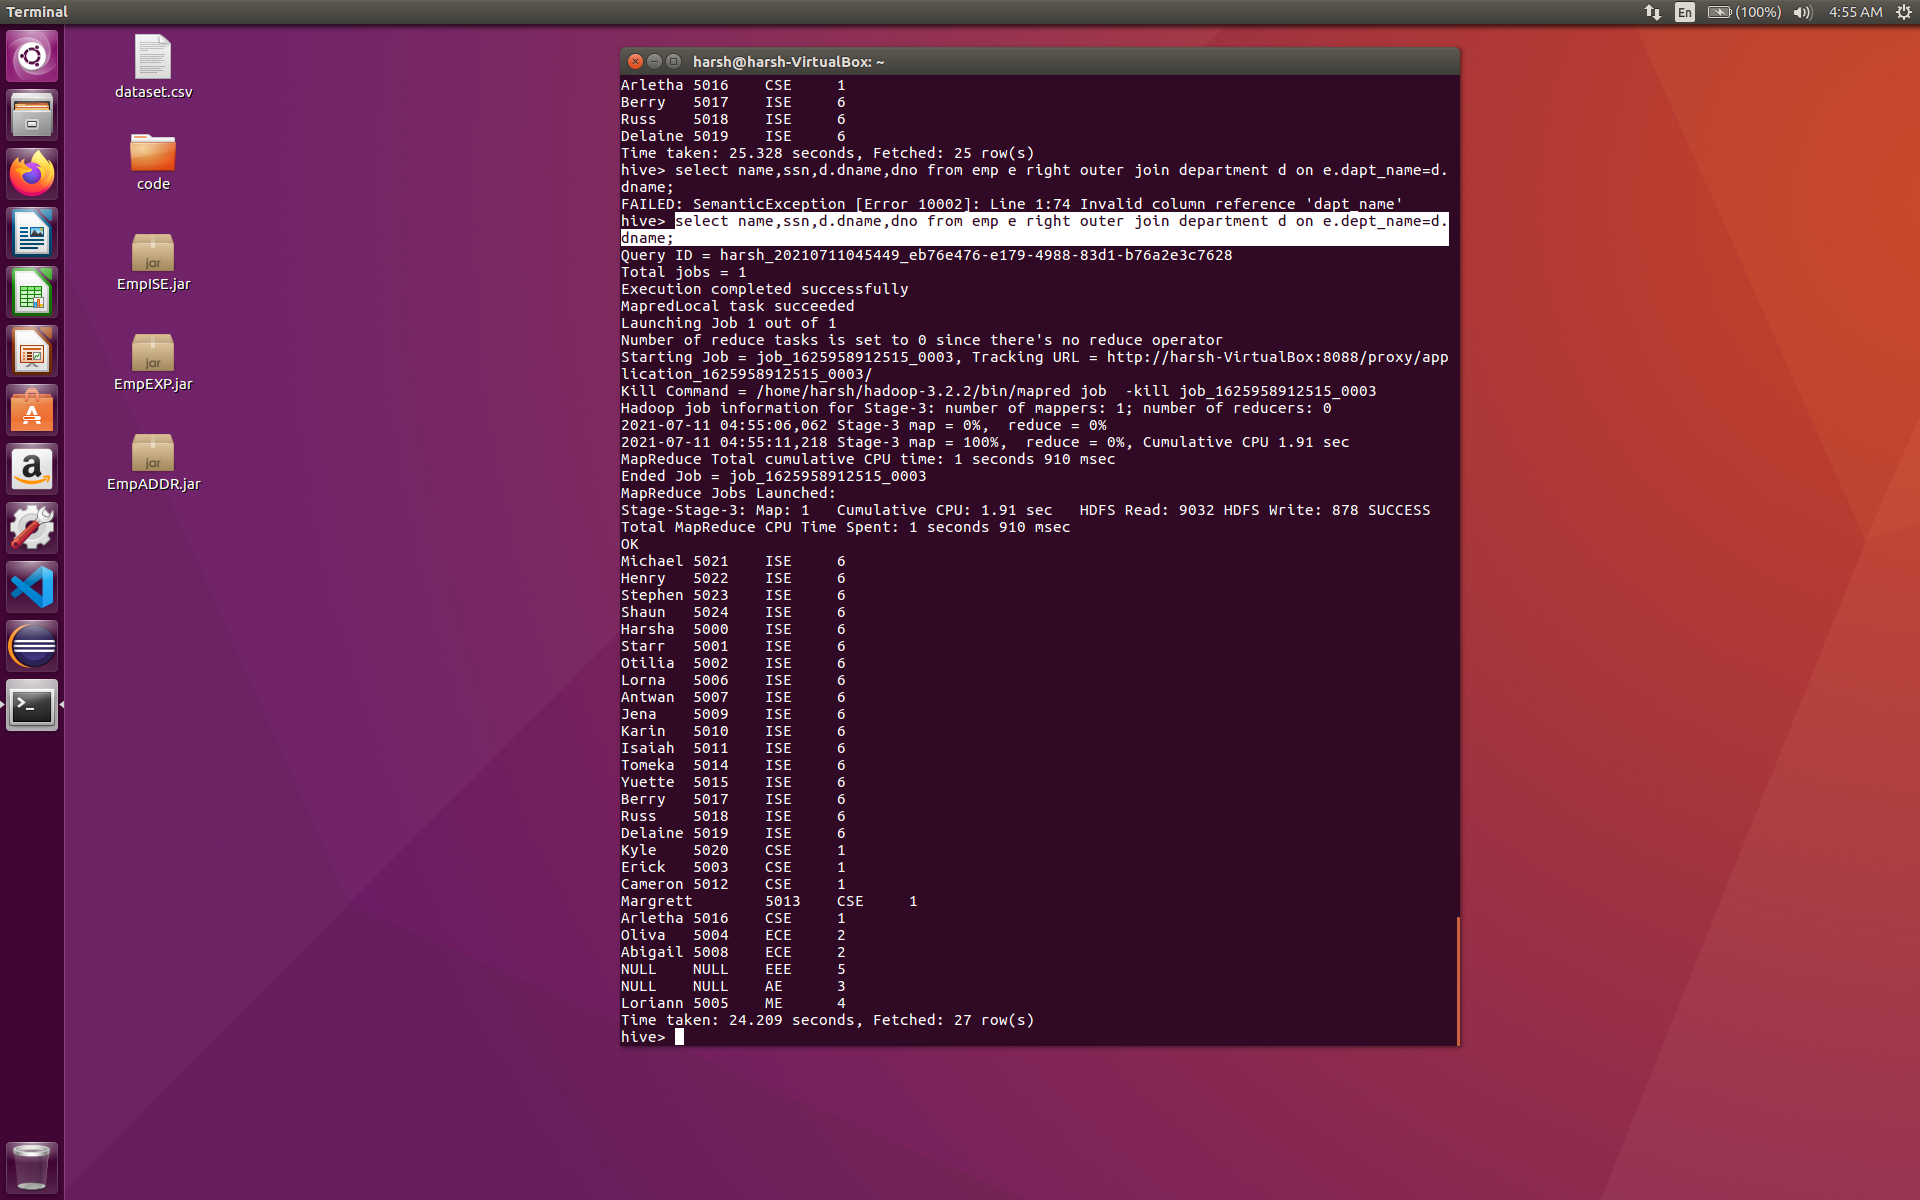 Terminal
En
(100%)
4:55 AM
dataset.csv
code
jar
EmpISE.jar
jar
EmpEXP.jar
jar
EmpADDR.jar
harsh@harsh-VirtualBox: ~
Arletha 5016    CSE     1
Berry   5017    ISE     6
Russ    5018    ISE     6
Delaine 5019    ISE     6
Time taken: 25.328 seconds, Fetched: 25 row(s)
hive> select name,ssn,d.dname,dno from emp e right outer join department d on e.dapt_name=d.
dname;
FAILED: SemanticException [Error 10002]: Line 1:74 Invalid column reference 'dapt_name'
hive> select name,ssn,d.dname,dno from emp e right outer join department d on e.dept_name=d.
dname;
Query ID = harsh_20210711045449_eb76e476-e179-4988-83d1-b76a2e3c7628
Total jobs = 1
Execution completed successfully
MapredLocal task succeeded
Launching Job 1 out of 1
Number of reduce tasks is set to 0 since there's no reduce operator
Starting Job = job_1625958912515_0003, Tracking URL = http://harsh-VirtualBox:8088/proxy/app
lication_1625958912515_0003/
Kill Command = /home/harsh/hadoop-3.2.2/bin/mapred job  -kill job_1625958912515_0003
Hadoop job information for Stage-3: number of mappers: 1; number of reducers: 0
2021-07-11 04:55:06,062 Stage-3 map = 0%,  reduce = 0%
2021-07-11 04:55:11,218 Stage-3 map = 100%,  reduce = 0%, Cumulative CPU 1.91 sec
MapReduce Total cumulative CPU time: 1 seconds 910 msec
Ended Job = job_1625958912515_0003
MapReduce Jobs Launched:
Stage-Stage-3: Map: 1   Cumulative CPU: 1.91 sec   HDFS Read: 9032 HDFS Write: 878 SUCCESS
Total MapReduce CPU Time Spent: 1 seconds 910 msec
OK
Michael 5021    ISE     6
Henry   5022    ISE     6
Stephen 5023    ISE     6
Shaun   5024    ISE     6
Harsha  5000    ISE     6
Starr   5001    ISE     6
Otilia  5002    ISE     6
Lorna   5006    ISE     6
Antwan  5007    ISE     6
Jena    5009    ISE     6
Karin   5010    ISE     6
Isaiah  5011    ISE     6
Tomeka  5014    ISE     6
Yuette  5015    ISE     6
Berry   5017    ISE     6
Russ    5018    ISE     6
Delaine 5019    ISE     6
Kyle    5020    CSE     1
Erick   5003    CSE     1
Cameron 5012    CSE     1
Margrett        5013    CSE     1
Arletha 5016    CSE     1
Oliva   5004    ECE     2
Abigail 5008    ECE     2
NULL    NULL    EEE     5
NULL    NULL    AE      3
Loriann 5005    ME      4
Time taken: 24.209 seconds, Fetched: 27 row(s)
hive>